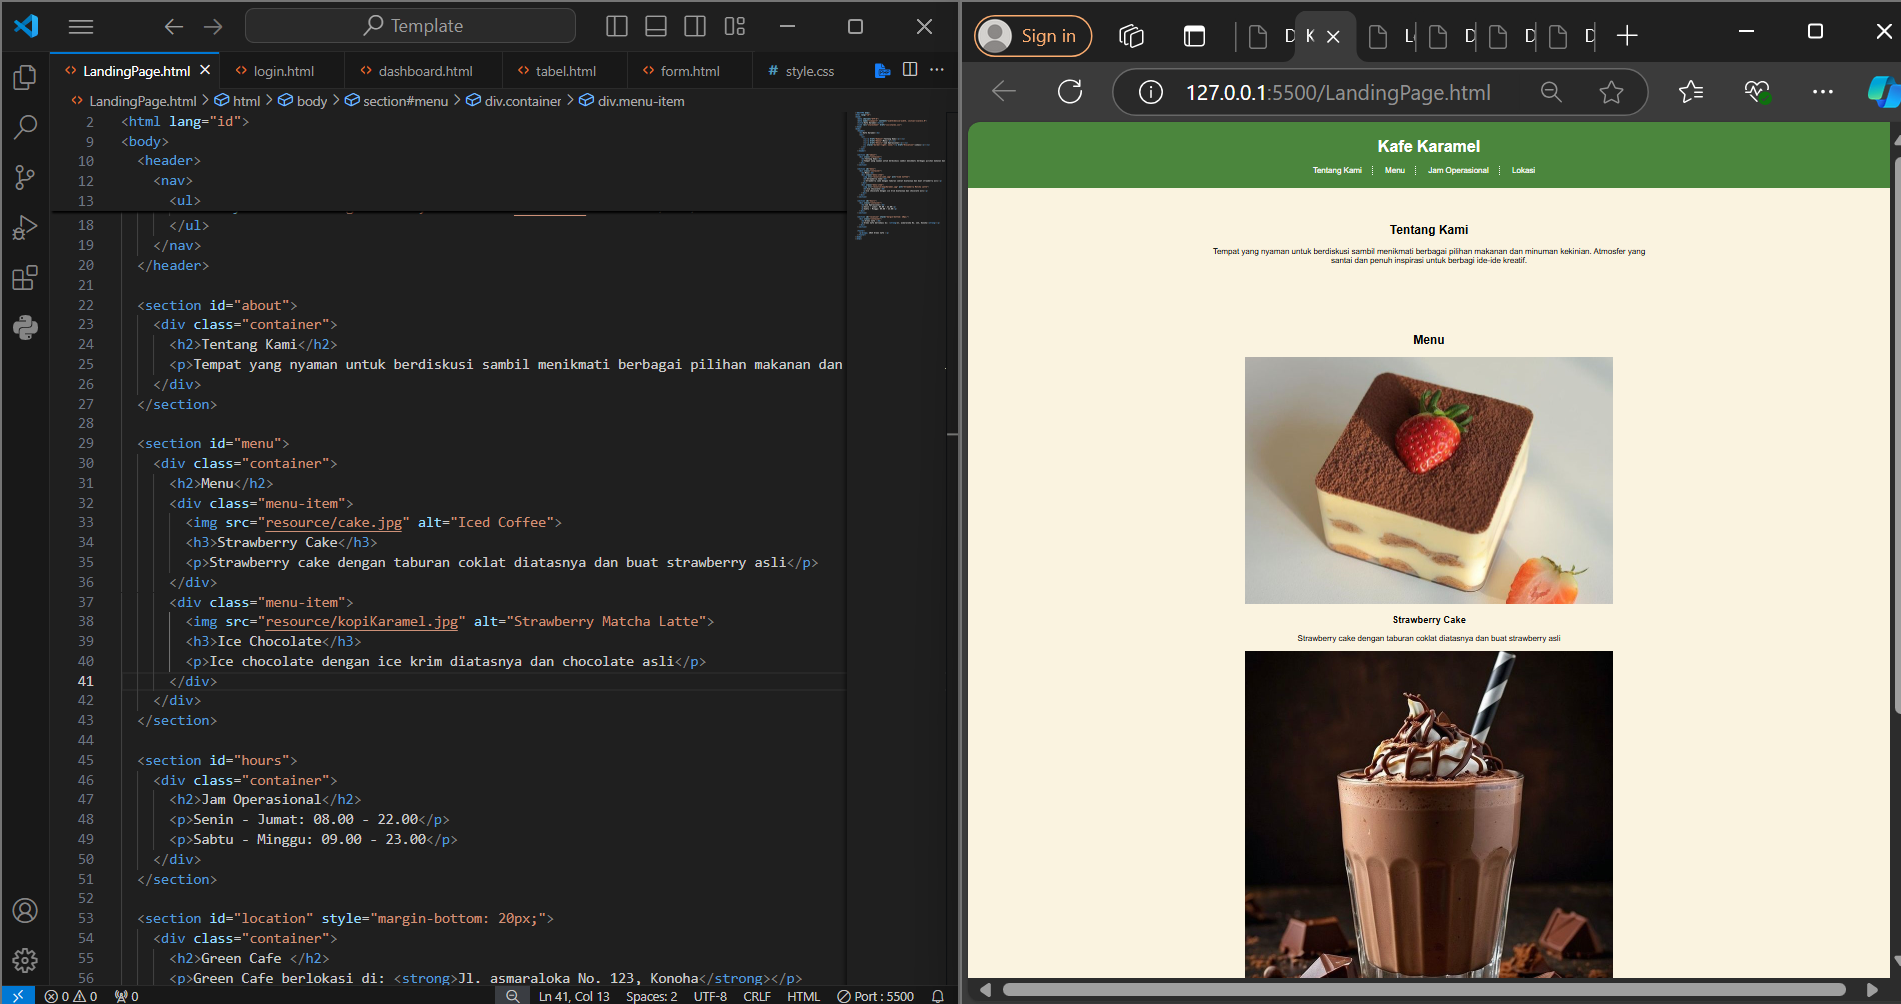 Template
LandingPage.html
login.html
dashboard.html
tabel.html
form.html
# style.css
LandingPage.html > html > body > section#menu > div.container > div.menu-item
2 <html lang="id">
9 <body>
10 <header>
12 <nav>
13 <ul>
18 </ul>
19 </nav>
20 </header>
21
22 <section id="about">
23 <div class="container">
24 <h2>Tentang Kami</h2>
25 <p>Tempat yang nyaman untuk berdiskusi sambil menikmati berbagai pilihan makanan dan
26 </div>
27 </section>
28
29 <section id="menu">
30 <div class="container">
31 <h2>Menu</h2>
32 <div class="menu-item">
33 <img src="resource/cake.jpg" alt="Iced Coffee">
34 <h3>Strawberry Cake</h3>
35 <p>Strawberry cake dengan taburan coklat diatasnya dan buat strawberry asli</p>
36 </div>
37 <div class="menu-item">
38 <img src="resource/kopiKaramel.jpg" alt="Strawberry Matcha Latte">
39 <h3>Ice Chocolate</h3>
40 <p>Ice chocolate dengan ice krim diatasnya dan chocolate asli</p>
41 </div>
42 </div>
43 </section>
44
45 <section id="hours">
46 <div class="container">
47 <h2>Jam Operasional</h2>
48 <p>Senin - Jumat: 08.00 - 22.00</p>
49 <p>Sabtu - Minggu: 09.00 - 23.00</p>
50 </div>
51 </section>
52
53 <section id="location" style="margin-bottom: 20px;">
54 <div class="container">
55 <h2>Green Cafe </h2>
56 <p>Green Cafe berlokasi di: <strong>Jl. asmaraloka No. 123, Konoha</strong></p>
0 0 0 Ln 41, Col 13 Spaces: 2 UTF-8 CRLF HTML Port : 5500
Sign in
127.0.0.1:5500/LandingPage.html
Kafe Karamel
Tentang Kami Menu Jam Operasional Lokasi
Tentang Kami
Tempat yang nyaman untuk berdiskusi sambil menikmati berbagai pilihan makanan dan minuman kekinian. Atmosfer yang
santai dan penuh inspirasi untuk berbagi ide-ide kreatif.
Menu
Strawberry Cake
Strawberry cake dengan taburan coklat diatasnya dan buat strawberry asli